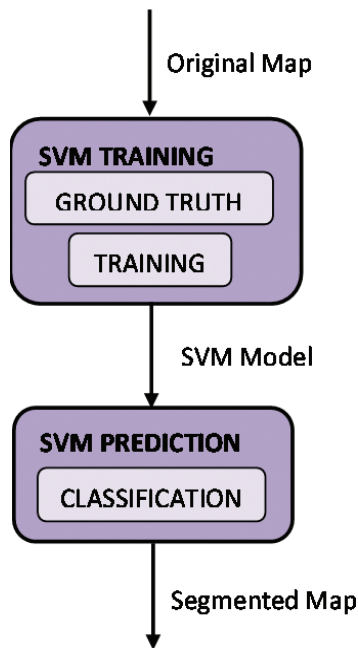 Original Map
SVM TRAINING
GROUND TRUTH
TRAINING
SVM Model
SVM PREDICTION
CLASSIFICATION
Segmented Map